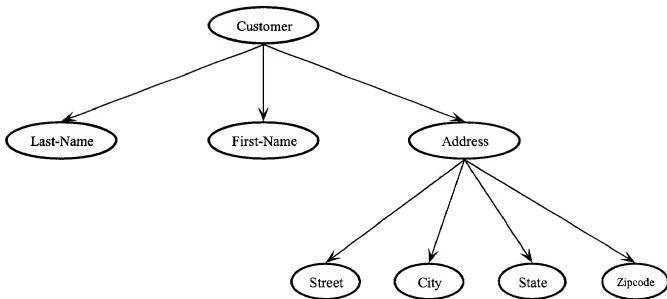 Customer
Last-Name
First-Name
Address
Street
City
State
Zipcode